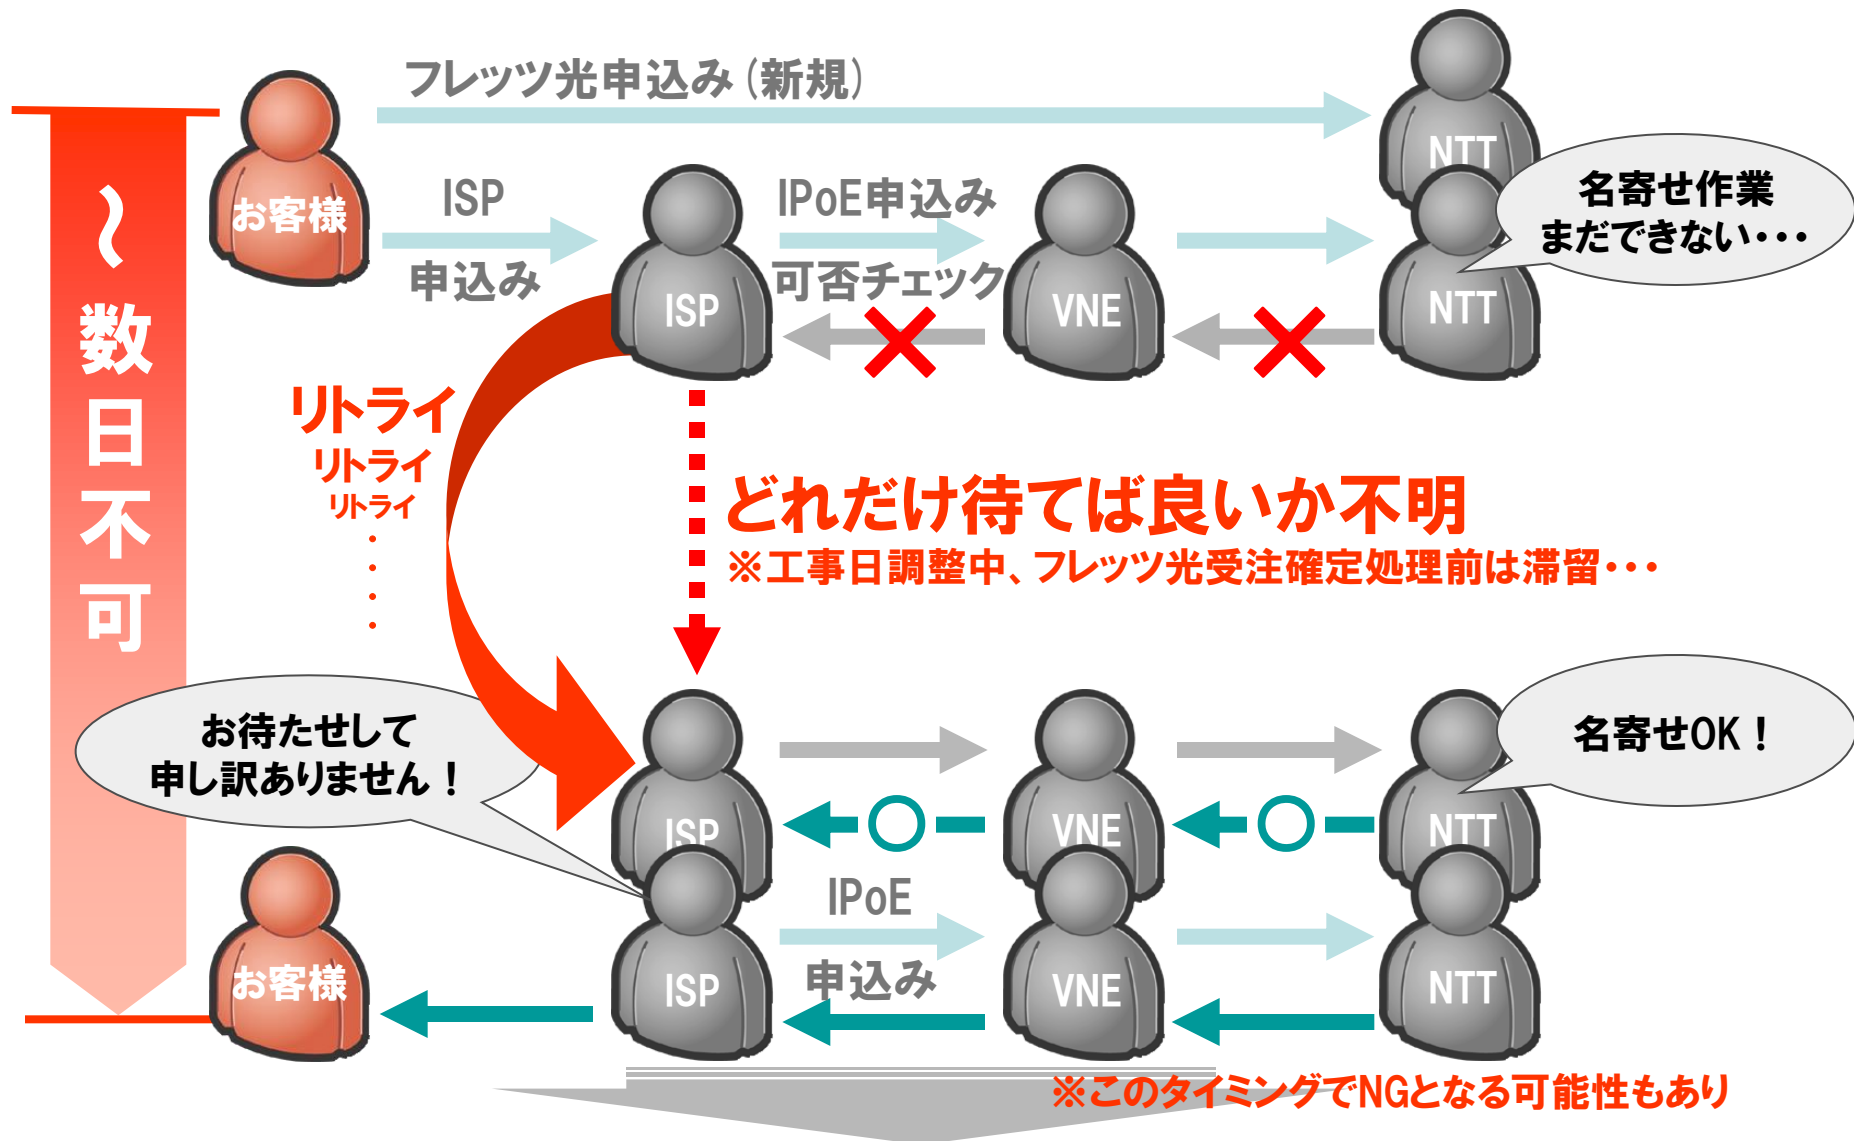 フレッツ光申込み(新規)
NTT
お客様
ISP
申込み
ISP
IPoE申込み
可否チェック
VNE
NTT
名寄せ作業
まだできない・・・
～数日不可
リトライ
リトライ
リトライ
・
・
・
・
どれだけ待てば良いか不明
※工事日調整中、フレッツ光受注確定処理前は滞留・・・
お待たせして
申し訳ありません！
ISP
VNE
NTT
名寄せOK！
お客様
ISP
IPoE
申込み
VNE
NTT
※このタイミングでNGとなる可能性もあり